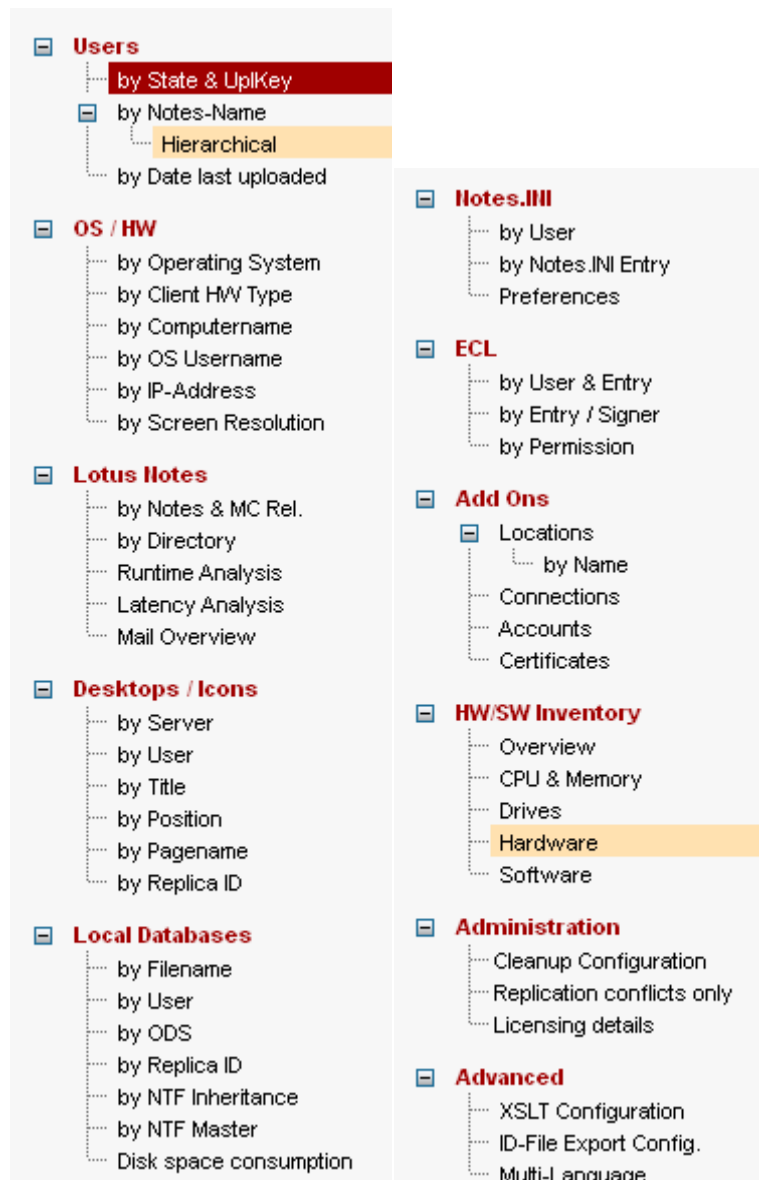 Users
by State & UplKey
by Notes-Name
Hierarchical
by Date last uploaded
OS / HW
by Operating System
by Client HW Type
by Computername
by OS Username
by IP-Address
by Screen Resolution
Lotus Notes
by Notes & MC Rel.
by Directory
Runtime Analysis
Latency Analysis
Mail Overview
Desktops / Icons
by Server
by User
by Title
by Position
by Pagename
by Replica ID
Local Databases
by Filename
by User
by ODS
by Replica ID
by NTF Inheritance
by NTF Master
Disk space consumption
Notes.INI
by User
by Notes.INI Entry
Preferences
ECL
by User & Entry
by Entry / Signer
by Permission
Add Ons
Locations
by Name
Connections
Accounts
Certificates
HW/SW Inventory
Overview
CPU & Memory
Drives
Hardware
Software
Administration
Cleanup Configuration
Replication conflicts only
Licensing details
Advanced
XSLT Configuration
ID-File Export Config.
Multi-Language